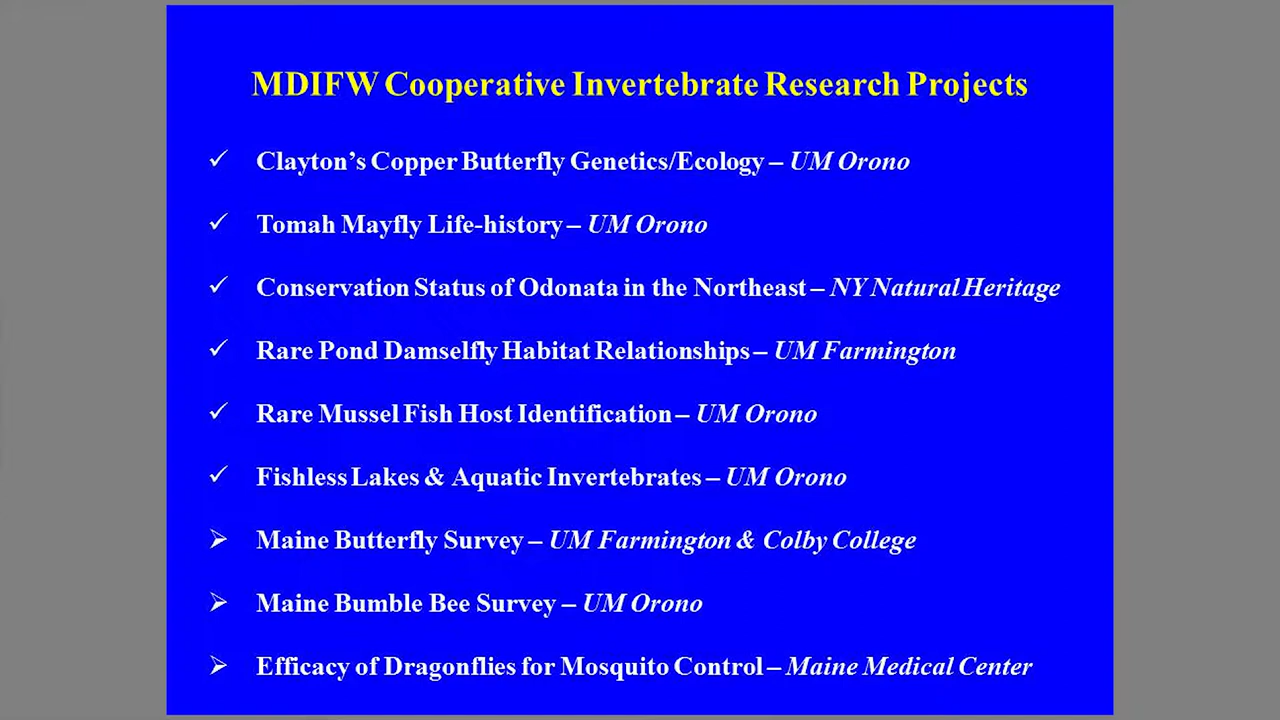 MDIFW Cooperative Invertebrate Research Projects
✓ Clayton’s Copper Butterfly Genetics/Ecology – UM Orono
✓ Tomah Mayfly Life-history – UM Orono
✓ Conservation Status of Odonata in the Northeast – NY Natural Heritage
✓ Rare Pond Damselfly Habitat Relationships – UM Farmington
✓ Rare Mussel Fish Host Identification – UM Orono
✓ Fishless Lakes & Aquatic Invertebrates – UM Orono
➢ Maine Butterfly Survey – UM Farmington & Colby College
➢ Maine Bumble Bee Survey – UM Orono
➢ Efficacy of Dragonflies for Mosquito Control – Maine Medical Center